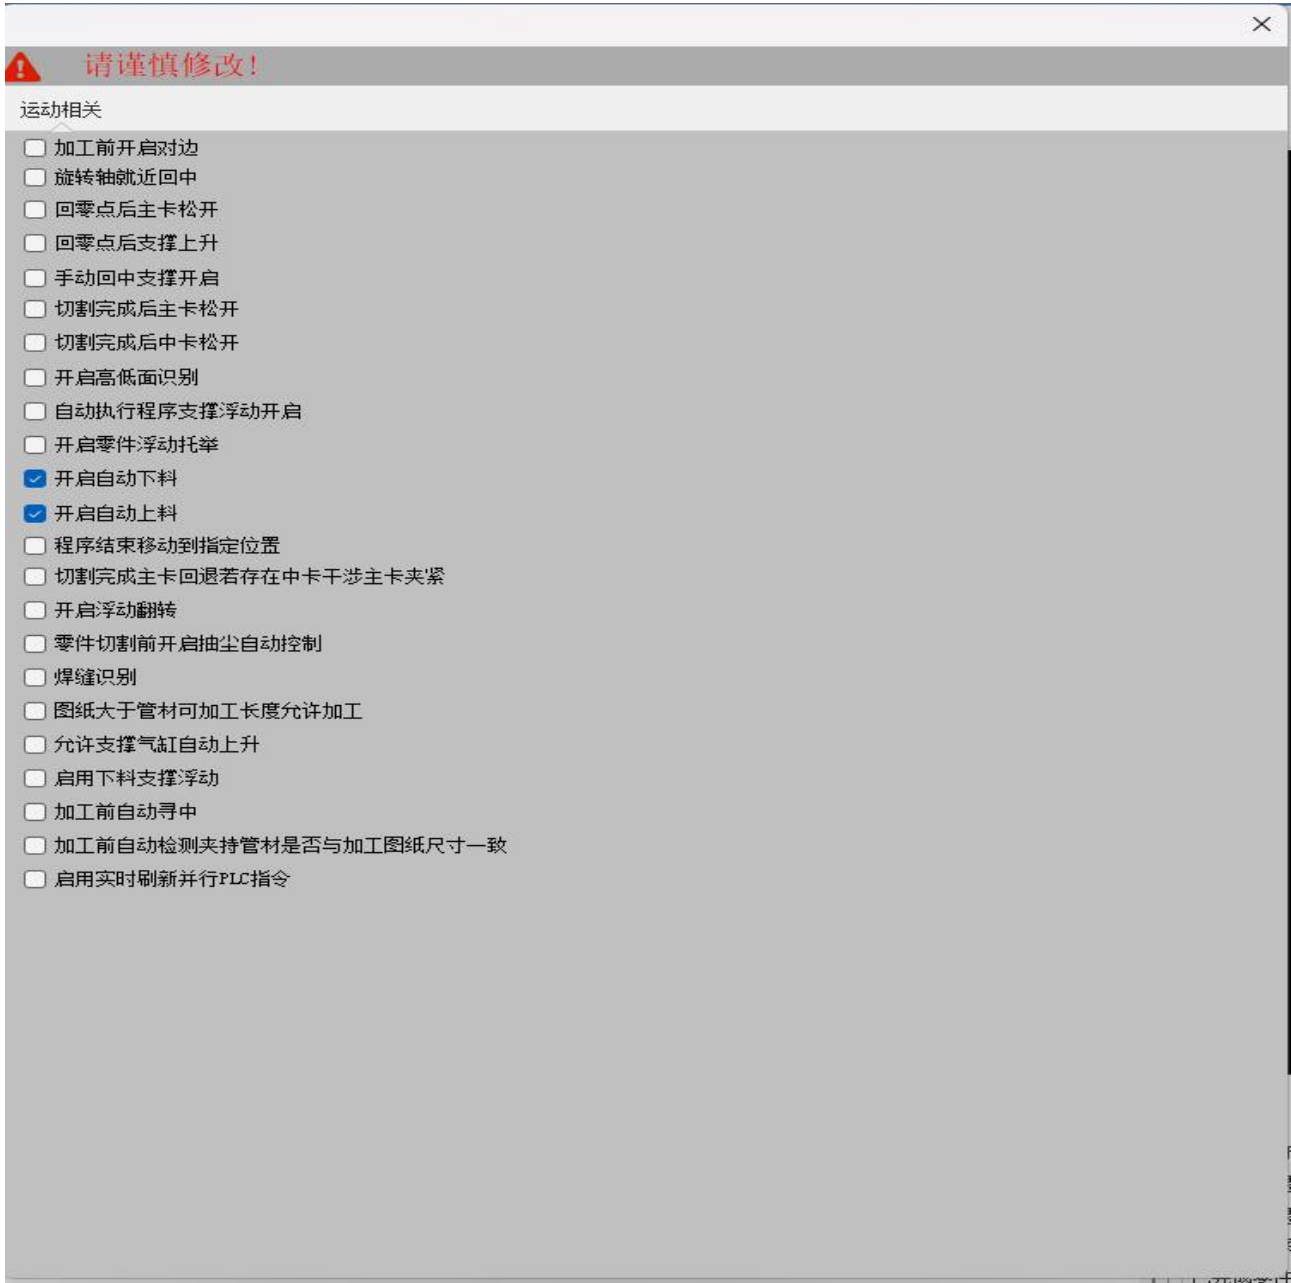 请谨慎修改!
运动相关
加工前开启对边
旋转轴就近回中
回零点后主卡松开
回零点后支撑上升
手动回中支撑开启
切割完成后主卡松开
切割完成后中卡松开
开启高低面识别
自动执行程序支撑浮动开启
开启零件浮动托举
开启自动下料
开启自动上料
程序结束移动到指定位置
切割完成主卡回退若存在中卡干涉主卡夹紧
开启浮动翻转
零件切割前开启抽尘自动控制
焊缝识别
图纸大于管材可加工长度允许加工
允许支撑气缸自动上升
启用下料支撑浮动
加工前自动寻中
加工前自动检测夹持管材是否与加工图纸尺寸一致
启用实时刷新并行PLC指令